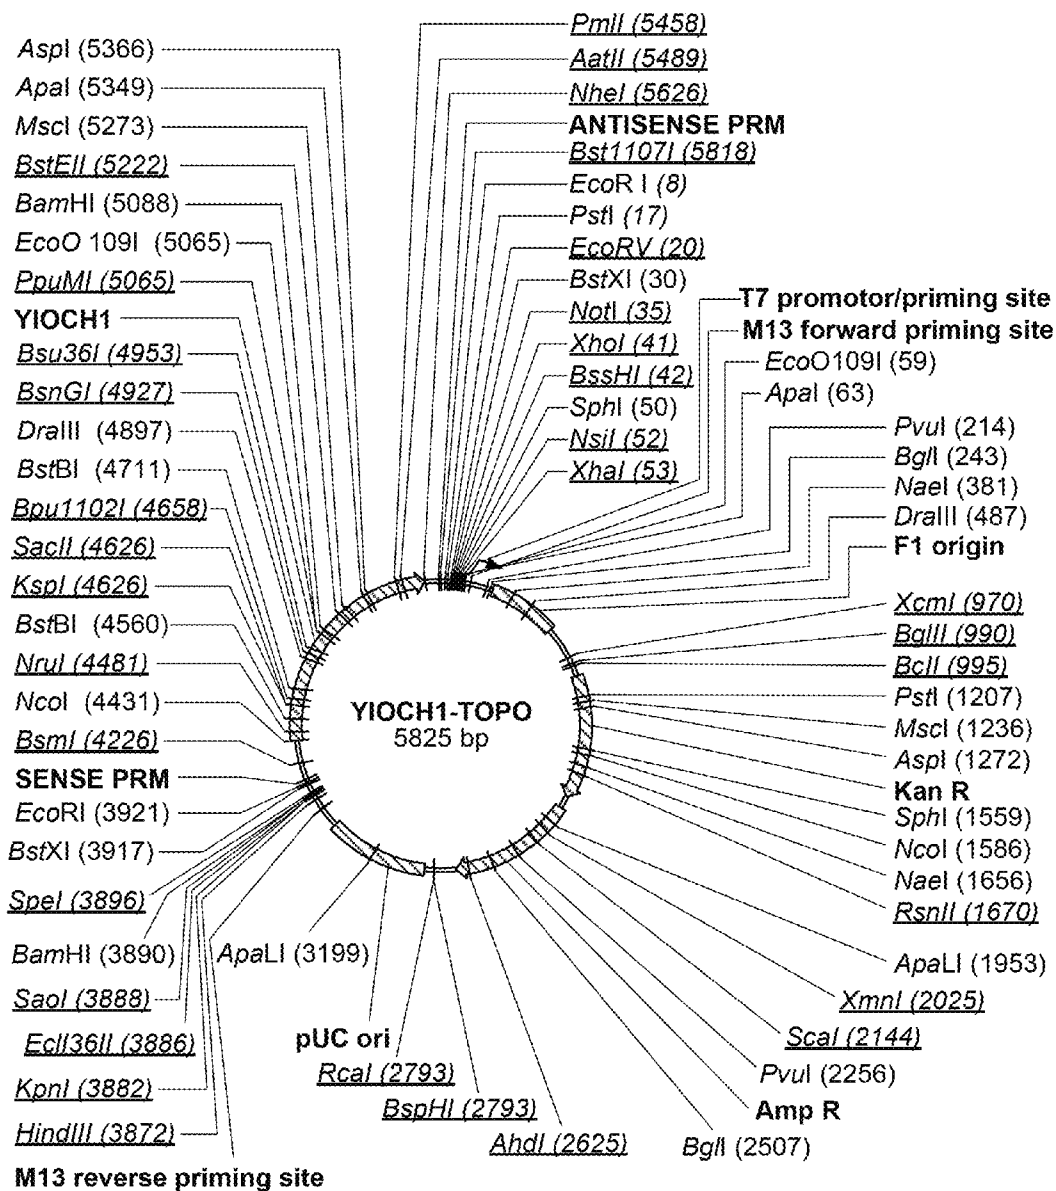 AspI (5366)
ApaI (5349)
MscI (5273)
BstEII (5222)
BamHI (5088)
EcoO 109I (5065)
PpuMI (5065)
YIOCH1
Bsu36I (4953)
BsnGI (4927)
DraIII (4897)
BstBI (4711)
Bpu1102I (4658)
SacII (4626)
KspI (4626)
BstBI (4560)
NruI (4481)
NcoI (4431)
BsmI (4226)
SENSE PRM
EcoRI (3921)
BstXI (3917)
SpeI (3896)
BamHI (3890)
SaoI (3888)
EclI36II (3886)
KpnI (3882)
HindIII (3872)
M13 reverse priming site
PmlI (5458)
AatII (5489)
NheI (5626)
ANTISENSE PRM
Bst1107I (5818)
EcoR I (8)
PstI (17)
EcoRV (20)
BstXI (30)
NotI (35)
XhoI (41)
BssHI (42)
SphI (50)
NsiI (52)
XhaI (53)
T7 promotor/priming site
M13 forward priming site
EcoO109I (59)
ApaI (63)
PvuI (214)
BglI (243)
NaeI (381)
DraIII (487)
F1 origin
XcmI (970)
BglII (990)
BclI (995)
PstI (1207)
MscI (1236)
AspI (1272)
Kan R
SphI (1559)
NcoI (1586)
NaeI (1656)
RsnII (1670)
ApaLI (1953)
XmnI (2025)
ScaI (2144)
PvuI (2256)
Amp R
BglI (2507)
AhdI (2625)
BspHI (2793)
RcaI (2793)
pUC ori
ApaLI (3199)
YIOCH1-TOPO
5825 bp